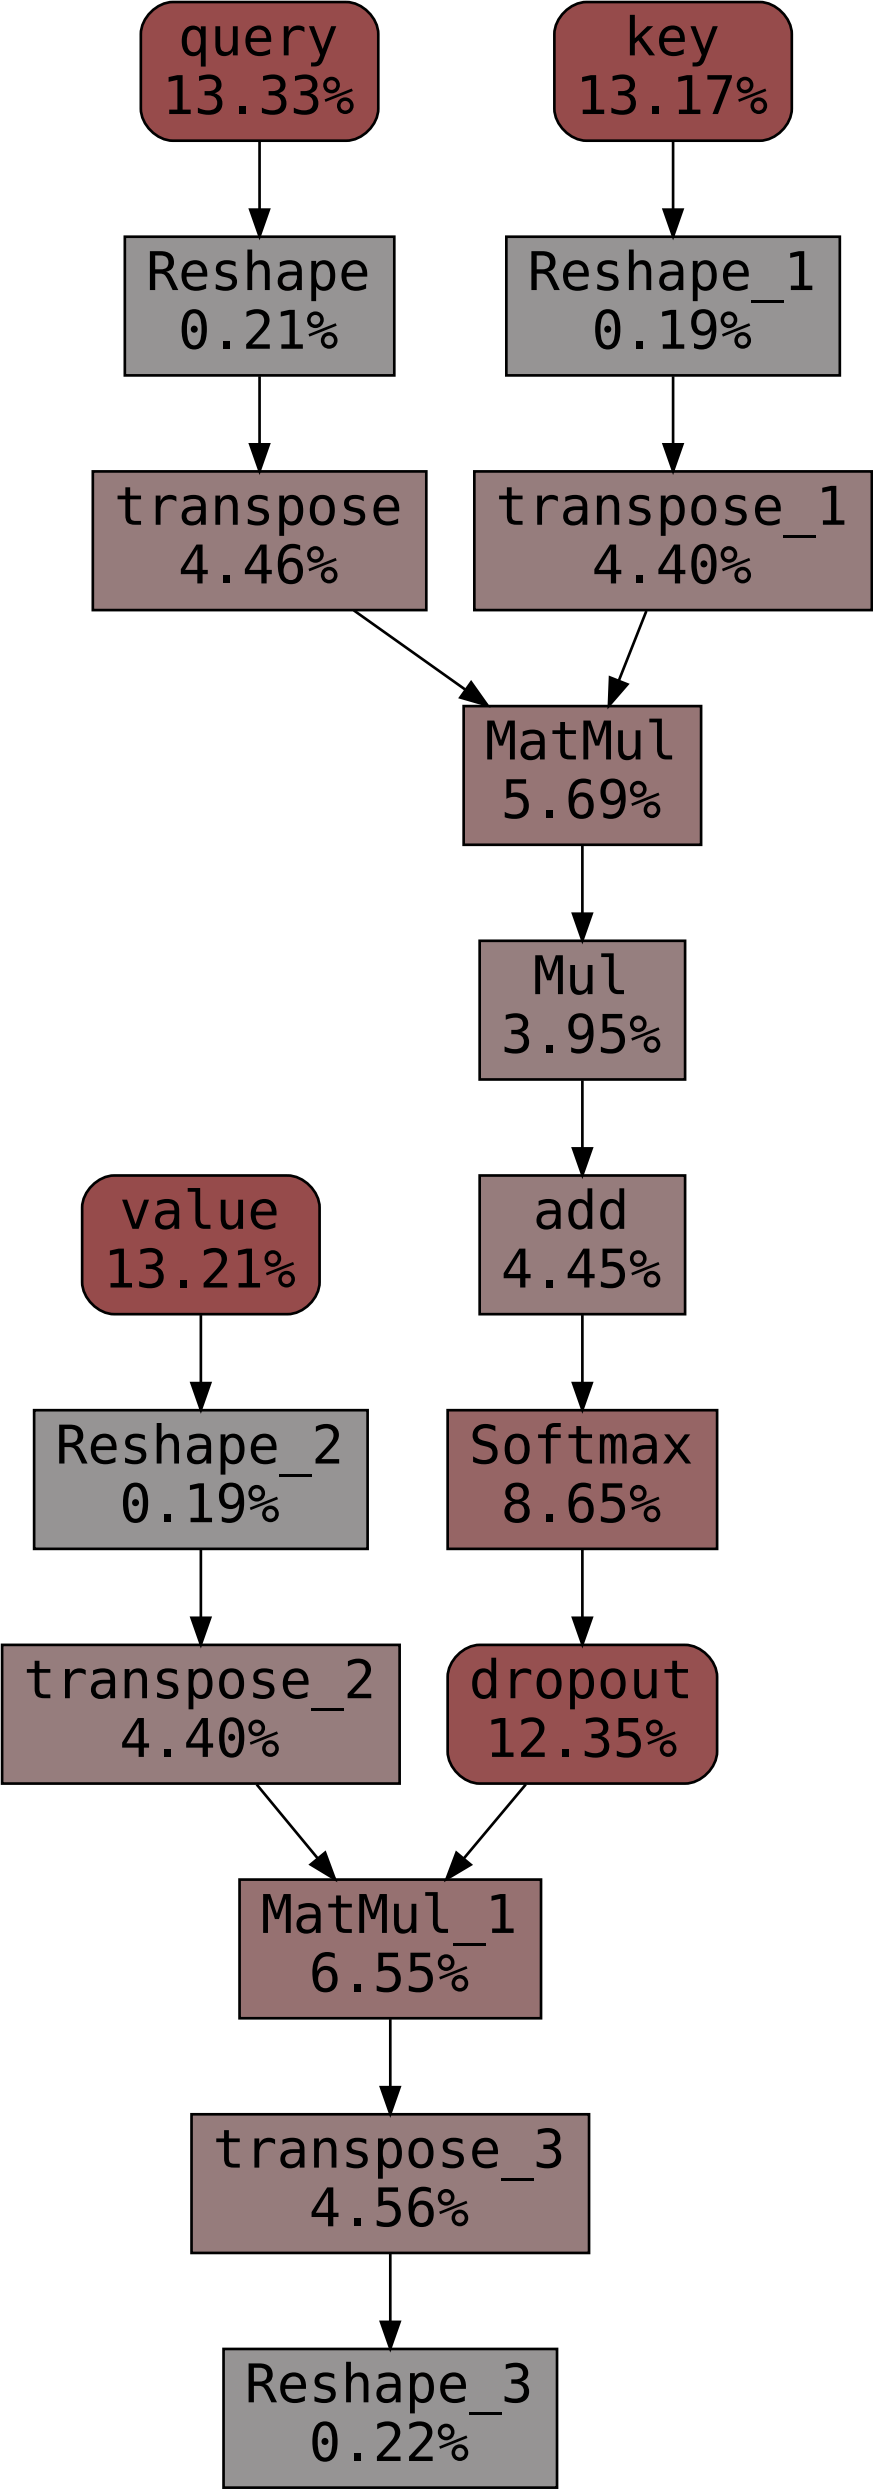 query
13.33%
key
13.17%
Reshape
0.21%
Reshape_1
0.19%
transpose
4.46%
transpose_1
4.40%
MatMul
5.69%
Mul
3.95%
value
13.21%
add
4.45%
Reshape_2
0.19%
Softmax
8.65%
transpose_2
4.40%
dropout
12.35%
MatMul_1
6.55%
transpose_3
4.56%
Reshape_3
0.22%